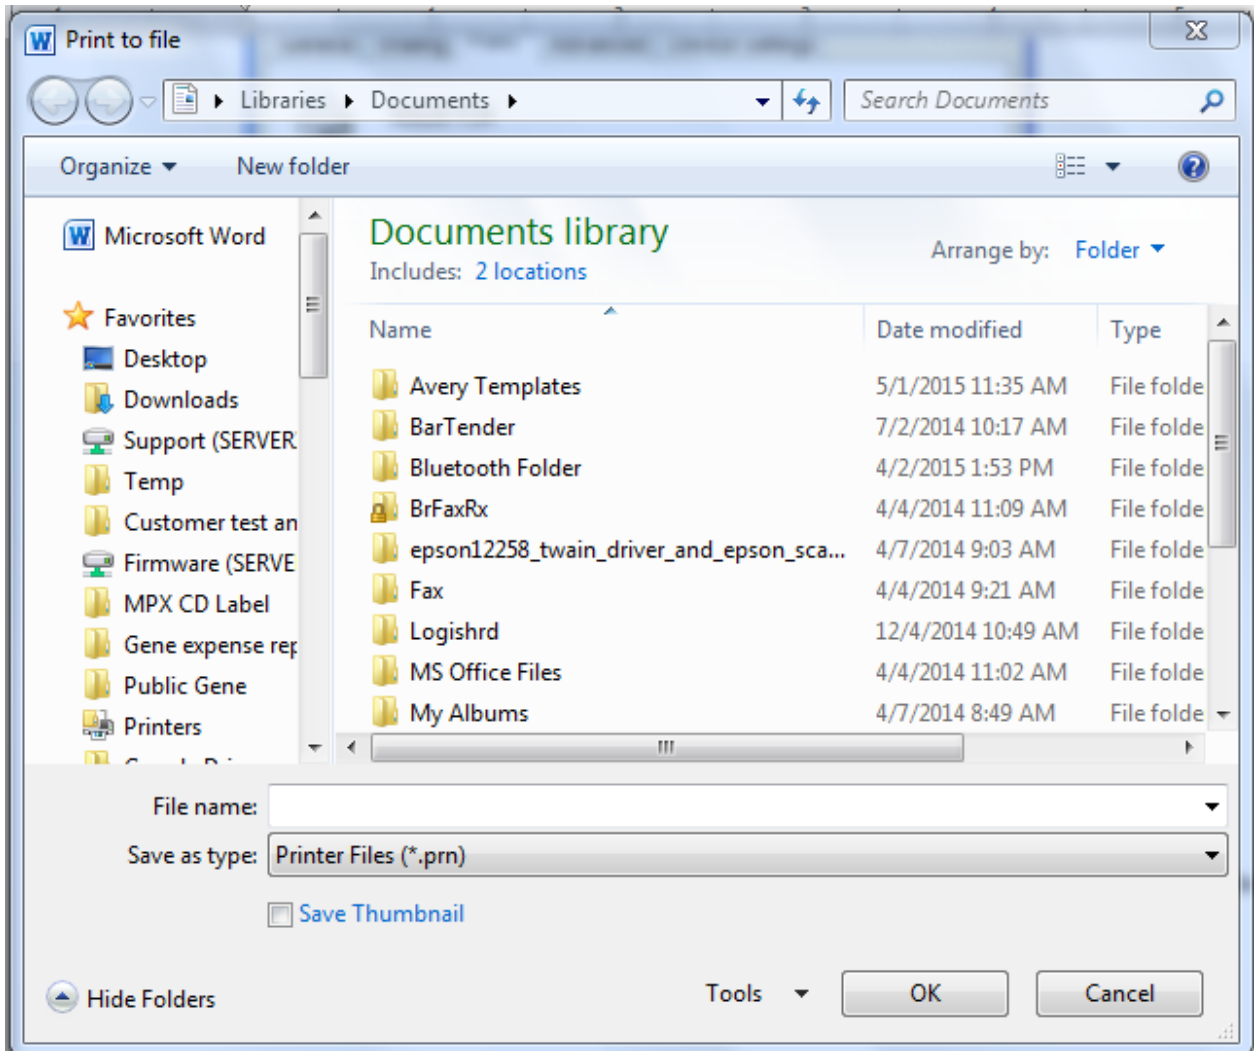 Print to file
Libraries Documents
Search Documents
Organize New folder
Microsoft Word
Favorites
Desktop
Downloads
Support (SERVER
Temp
Customer test an
Firmware (SERVE
MPX CD Label
Gene expense rep
Public Gene
Printers
Documents library
Includes: 2 locations
Arrange by: Folder
Name Date modified Type
Avery Templates 5/1/2015 11:35 AM File folde
BarTender 7/2/2014 10:17 AM File folde
Bluetooth Folder 4/2/2015 1:53 PM File folde
BrFaxRx 4/4/2014 11:09 AM File folde
epson12258_twain_driver_and_epson_sca... 4/7/2014 9:03 AM File folde
Fax 4/4/2014 9:21 AM File folde
Logishrd 12/4/2014 10:49 AM File folde
MS Office Files 4/4/2014 11:02 AM File folde
My Albums 4/7/2014 8:49 AM File folde
File name:
Save as type: Printer Files (*.prn)
Save Thumbnail
Hide Folders Tools OK Cancel